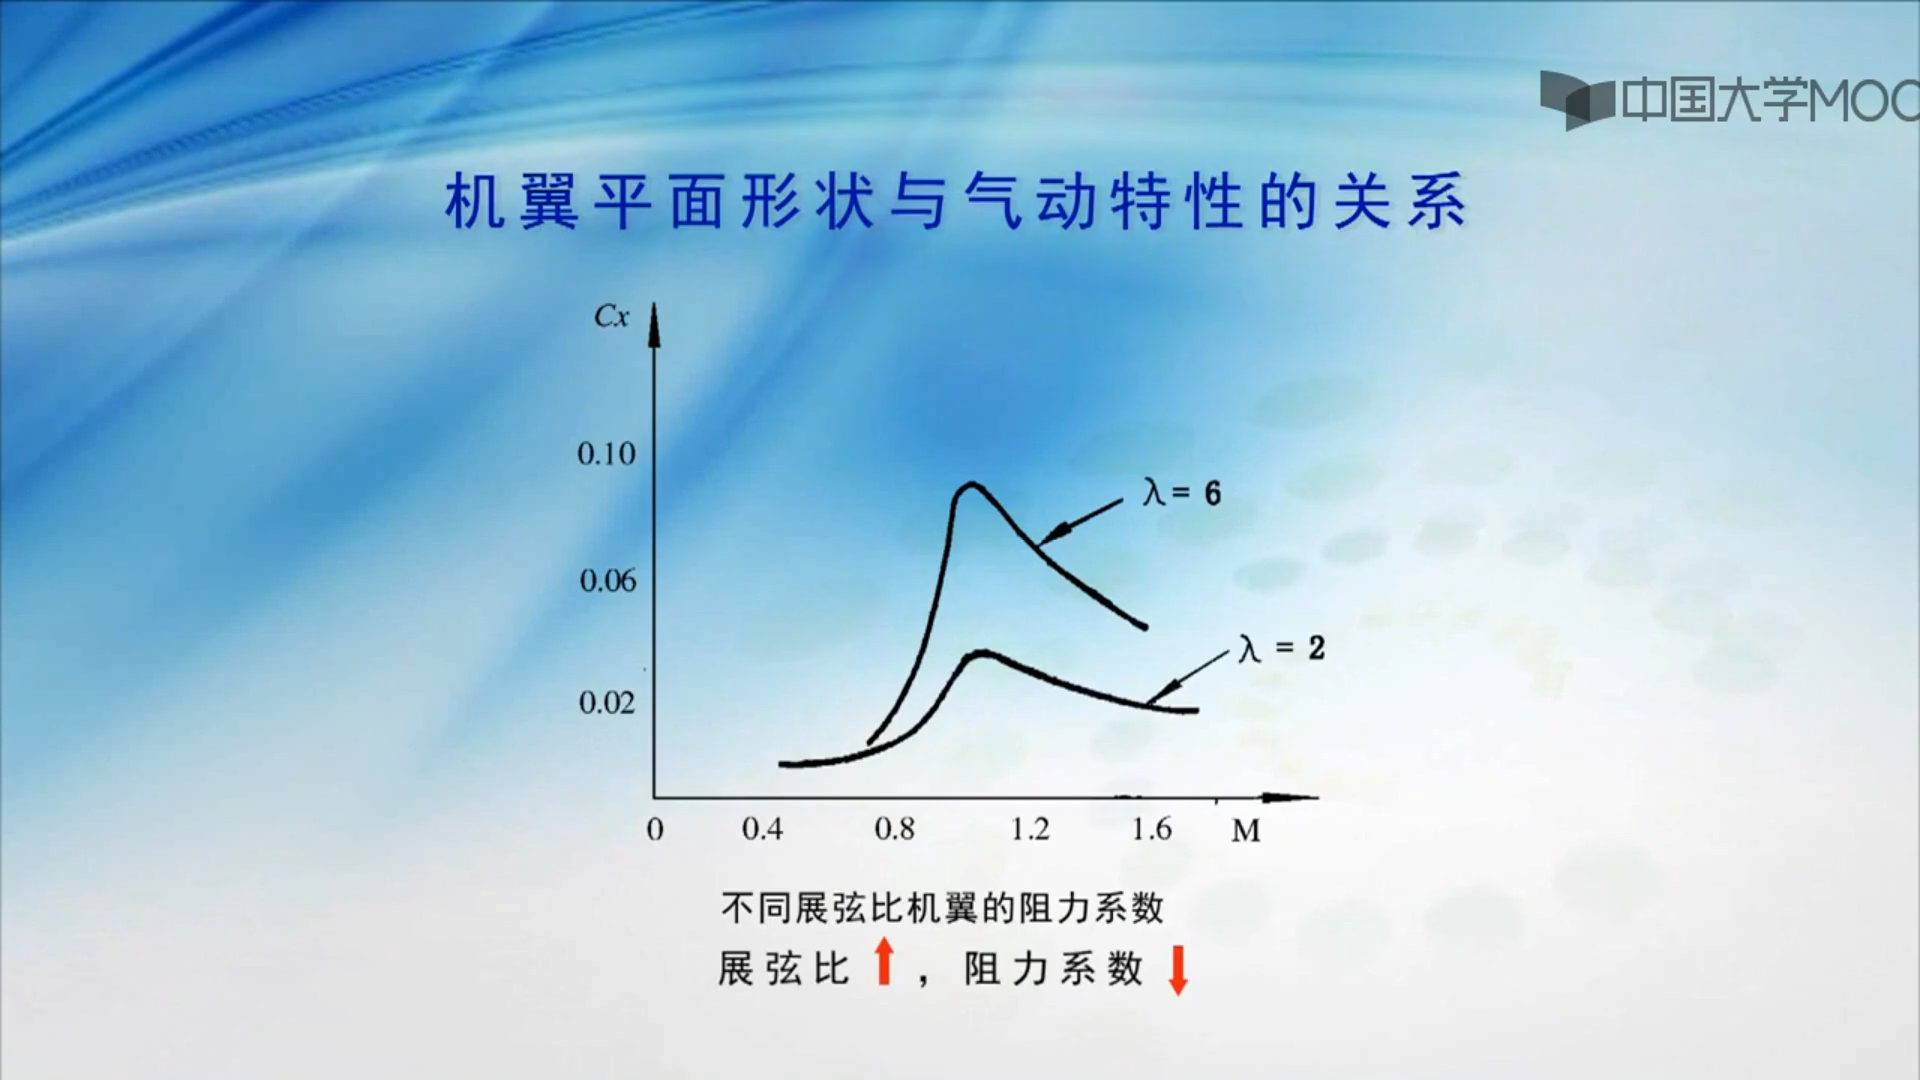 中国大学MOO
机翼平面形状与气动特性的关系
Cx
0.10
λ= 6
0.06
λ = 2
0.02
0 0.4 0.8 1.2 1.6 M
不同展弦比机翼的阻力系数
展弦比 ，阻力系数